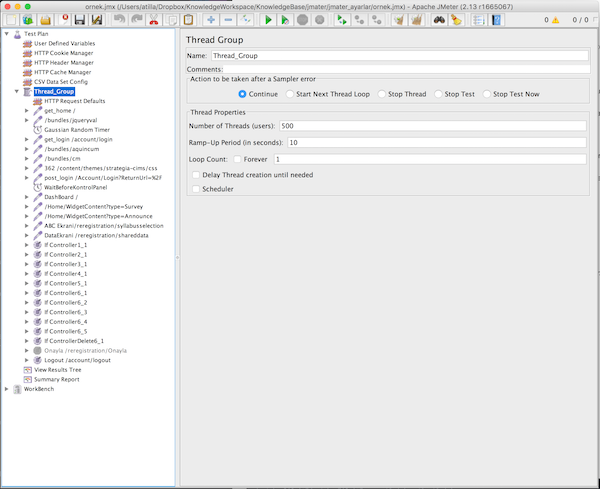 ornek.jmx (/Users/atilla/Dropbox/KnowledgeWorkspace/KnowledgeBase/jmater/jmater_ayarlar/ornek.jmx) - Apache JMeter (2.13 r1665067)
0 0 / 0
Test Plan
User Defined Variables
HTTP Cookie Manager
HTTP Header Manager
HTTP Cache Manager
CSV Data Set Config
Thread_Group
HTTP Request Defaults
get_home /
/bundles/jqueryval
Gaussian Random Timer
get_login /account/login
/bundles/aquincum
/bundles/cm
362 /content/themes/strategia-cims/css
post_login /Account/Login?ReturnUrl=%2F
WaitBeforeKontrolPanel
DashBoard /
/Home/WidgetContent?type=Survey
/Home/WidgetContent?type=Announce
ABC Ekrani/reregistration/syllabusselection
DataEkrani /reregistration/shareddata
If Controller1_1
If Controller2_1
If Controller3_1
If Controller4_1
If Controller5_1
If Controller6_1
If Controller6_2
If Controller6_3
If Controller6_4
If Controller6_5
If ControllerDelete6_1
Onayla /reregistration/Onayla
Logout /account/logout
View Results Tree
Summary Report
WorkBench
Thread Group
Name: Thread_Group
Comments:
Action to be taken after a Sampler error
Continue Start Next Thread Loop Stop Thread Stop Test Stop Test Now
Thread Properties
Number of Threads (users): 500
Ramp-Up Period (in seconds): 10
Loop Count: Forever 1
Delay Thread creation until needed
Scheduler